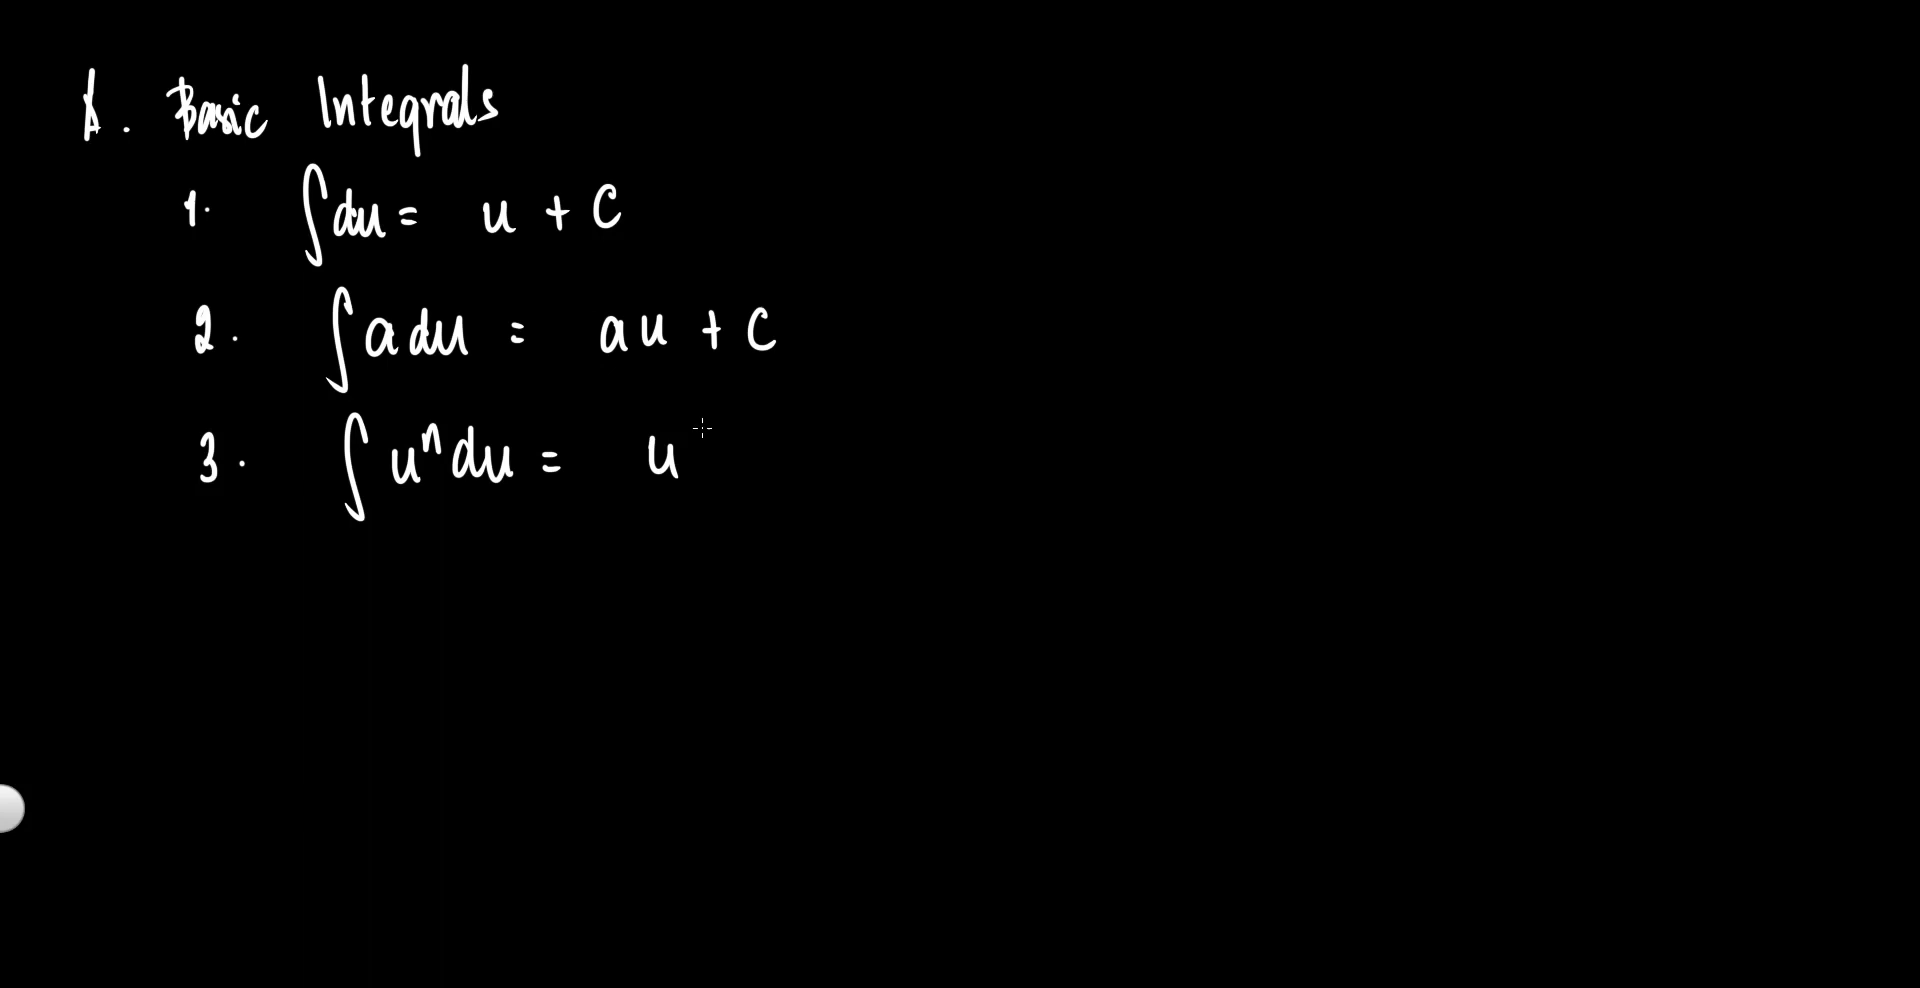 A. Basic Integrals
1. ∫du = u + C
2. ∫a du = au + C
3. ∫uⁿdu = u